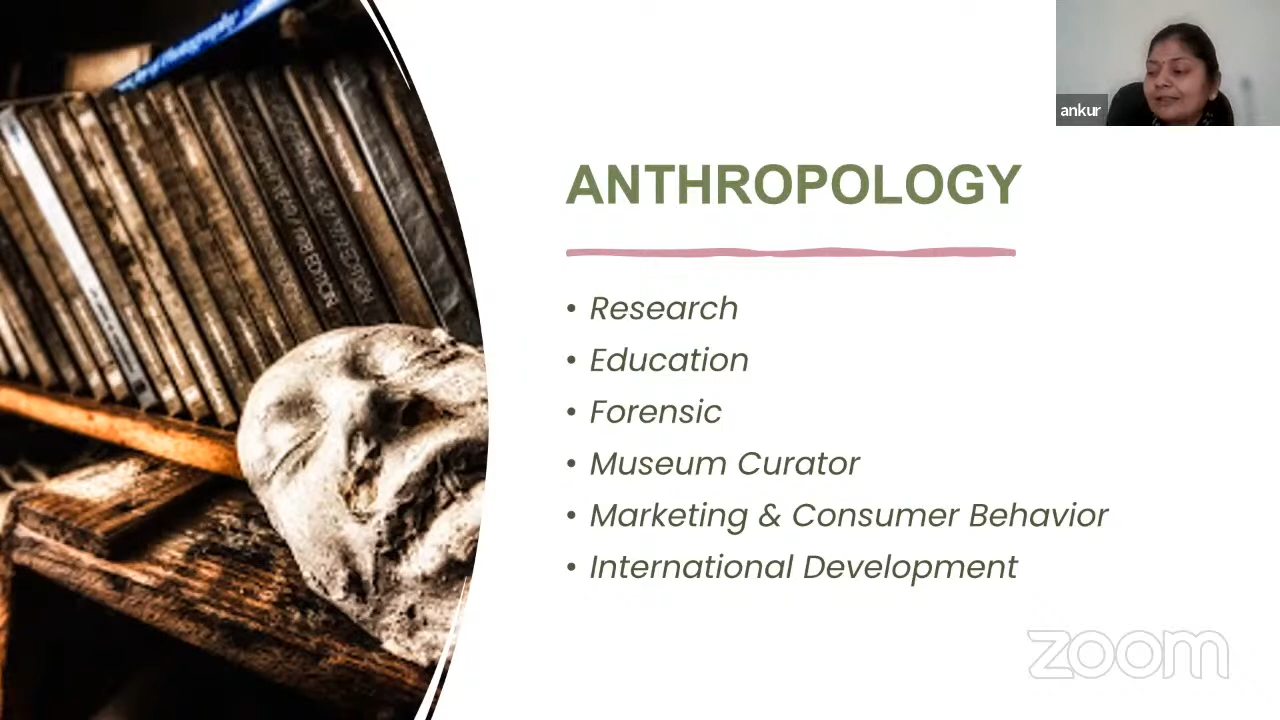 ankur
ANTHROPOLOGY
• Research
• Education
• Forensic
• Museum Curator
• Marketing & Consumer Behavior
• International Development
zoom